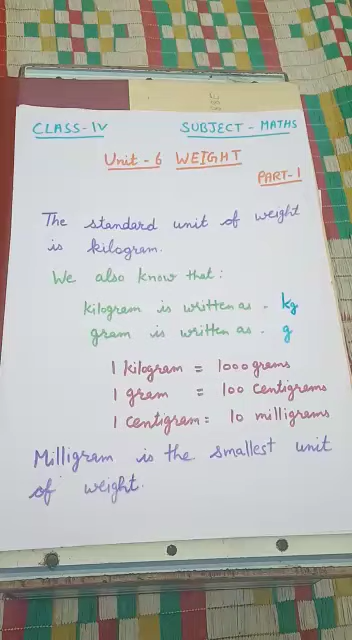 CLASS-IV SUBJECT - MATHS
Unit - 6 WEIGHT
PART-1
The standard unit of weight
is kilogram.
We also know that:
kilogram is written as - kg
gram is written as - g
1 kilogram = 1000 grams
1 gram = 100 centigrams
1 centigram = 10 milligrams
Milligram is the smallest unit
of weight.